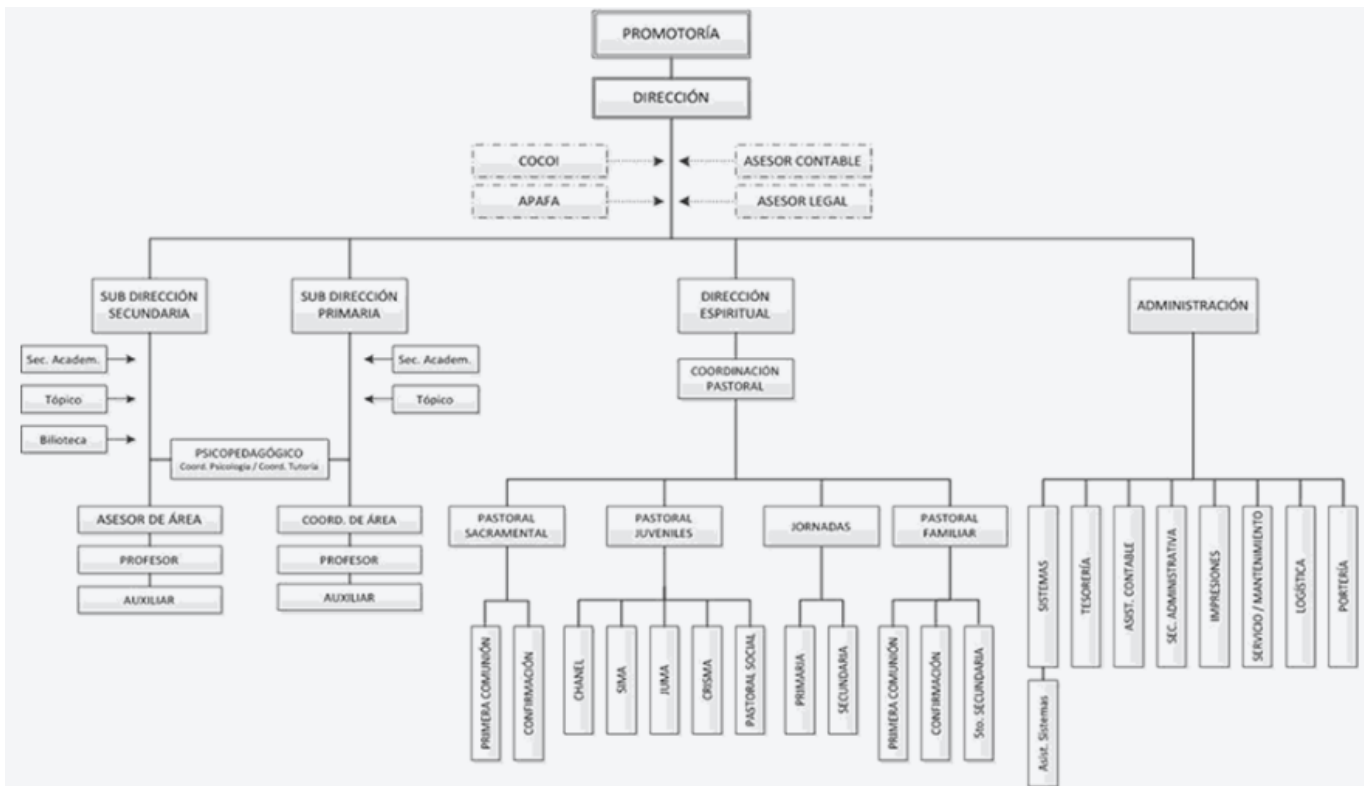 PROMOTORÍA
DIRECCIÓN
COCOI
ASESOR CONTABLE
APAFA
ASESOR LEGAL
SUB DIRECCIÓN
SECUNDARIA
SUB DIRECCIÓN
PRIMARIA
DIRECCIÓN
ESPIRITUAL
ADMINISTRACIÓN
Sec. Academ.
Sec. Academ.
COORDINACIÓN
PASTORAL
Tópico
Tópico
Bilioteca
PSICOPEDAGÓGICO
Coord. Psicología / Coord. Tutoría
ASESOR DE ÁREA
COORD. DE ÁREA
PROFESOR
PROFESOR
AUXILIAR
AUXILIAR
PASTORAL
SACRAMENTAL
PASTORAL
JUVENILES
JORNADAS
PASTORAL
FAMILIAR
PRIMERA COMUNIÓN
CONFIRMACIÓN
CHANEL
SIMA
JUMA
CRISMA
PASTORAL SOCIAL
PRIMARIA
SECUNDARIA
PRIMERA COMUNIÓN
CONFIRMACIÓN
5to. SECUNDARIA
SISTEMAS
TESORERÍA
ASIST. CONTABLE
SEC. ADMINISTRATIVA
IMPRESIONES
SERVICIO / MANTENIMIENTO
LOGÍSTICA
PORTERÍA
Asist. Sistemas